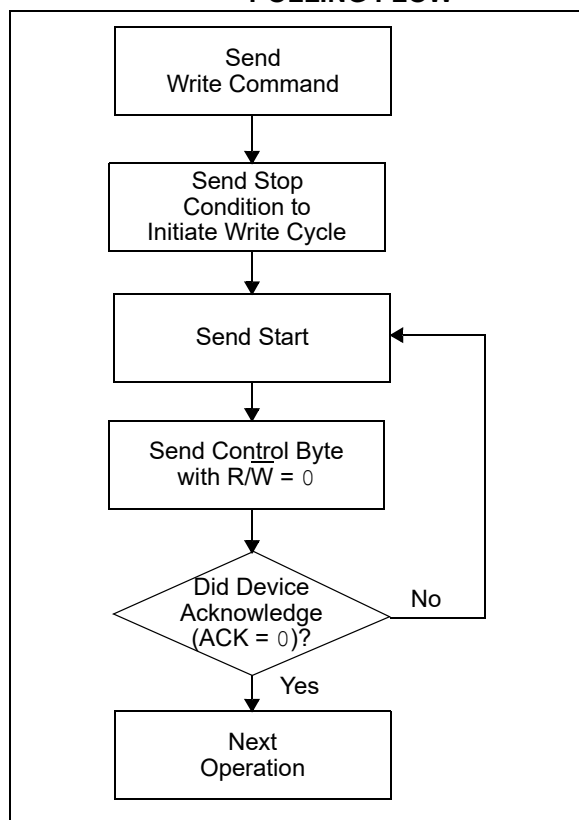 Send
Write Command
Send Stop
Condition to
Initiate Write Cycle
Send Start
Send Control Byte
with R/W̅ = 0
Did Device
Acknowledge
(ACK = 0)?
No
Yes
Next
Operation